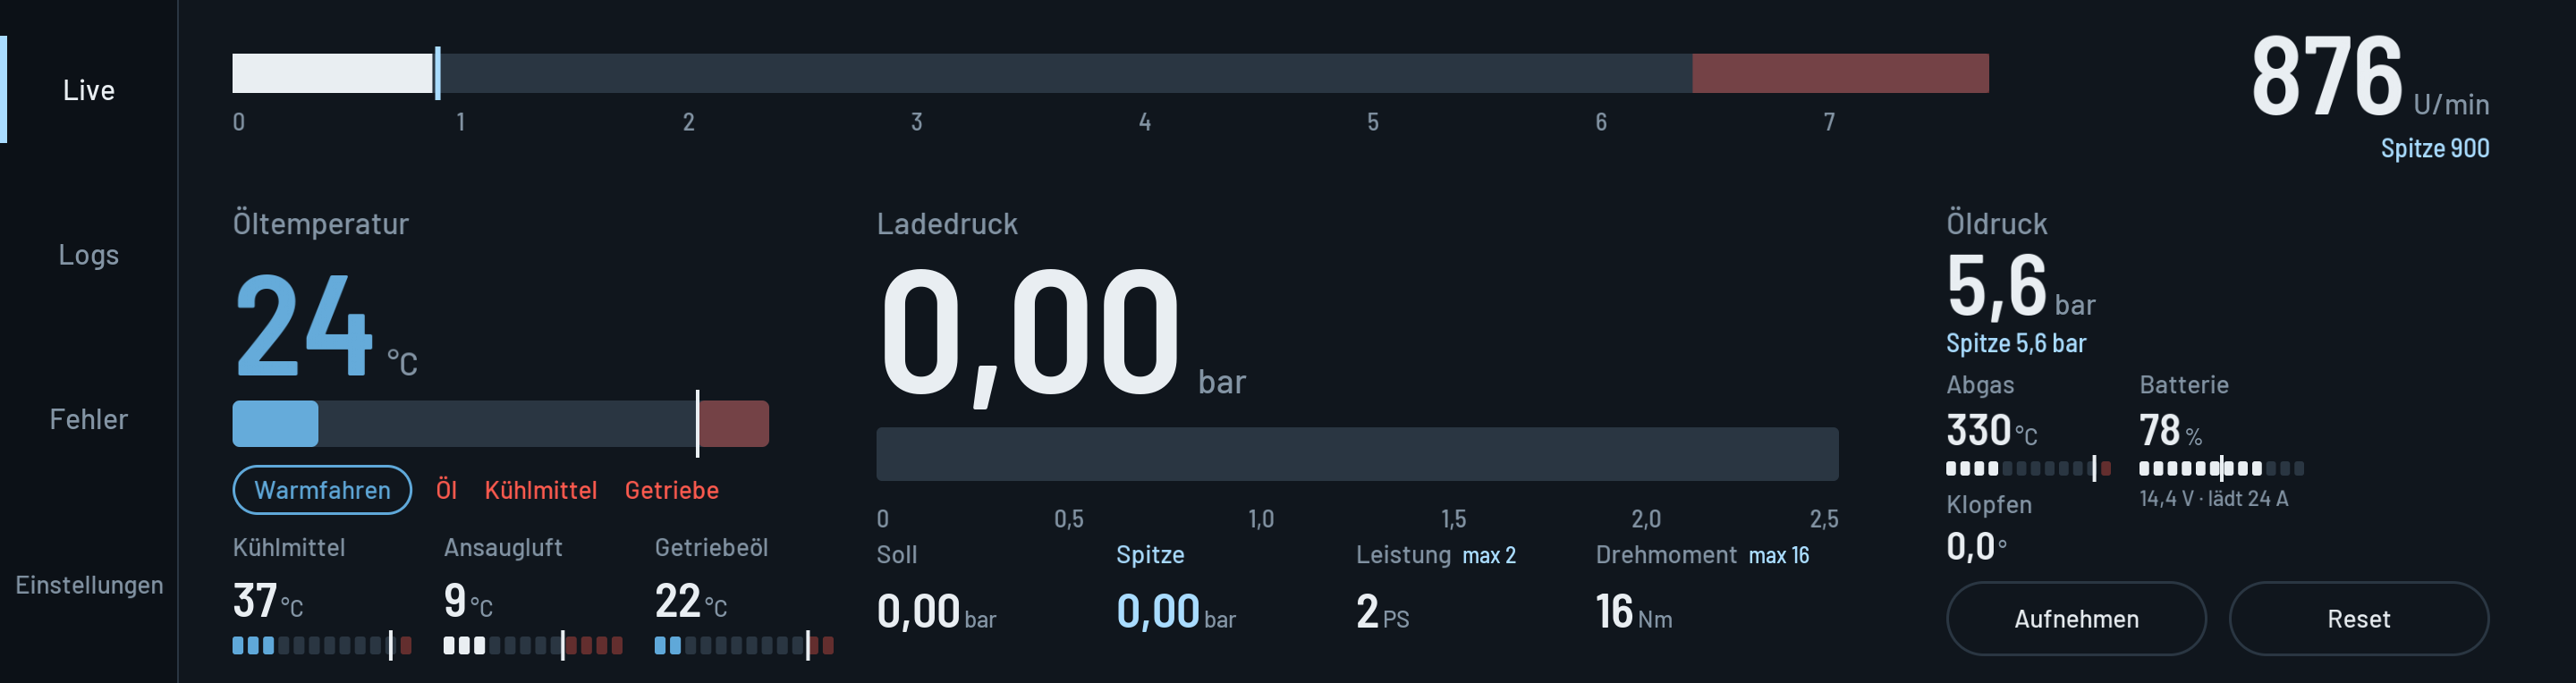 Live
Logs
Fehler
Einstellungen
0 1 2 3 4 5 6 7
876 U/min
Spitze 900
Öltemperatur
24 °C
Warmfahren Öl Kühlmittel Getriebe
Kühlmittel Ansaugluft Getriebeöl
37 °C 9 °C 22 °C
Ladedruck
0,00 bar
0 0,5 1,0 1,5 2,0 2,5
Soll Spitze Leistung max 2 Drehmoment max 16
0,00 bar 0,00 bar 2 PS 16 Nm
Öldruck
5,6 bar
Spitze 5,6 bar
Abgas Batterie
330 °C 78 %
14,4 V · lädt 24 A
Klopfen
0,0 °
Aufnehmen Reset